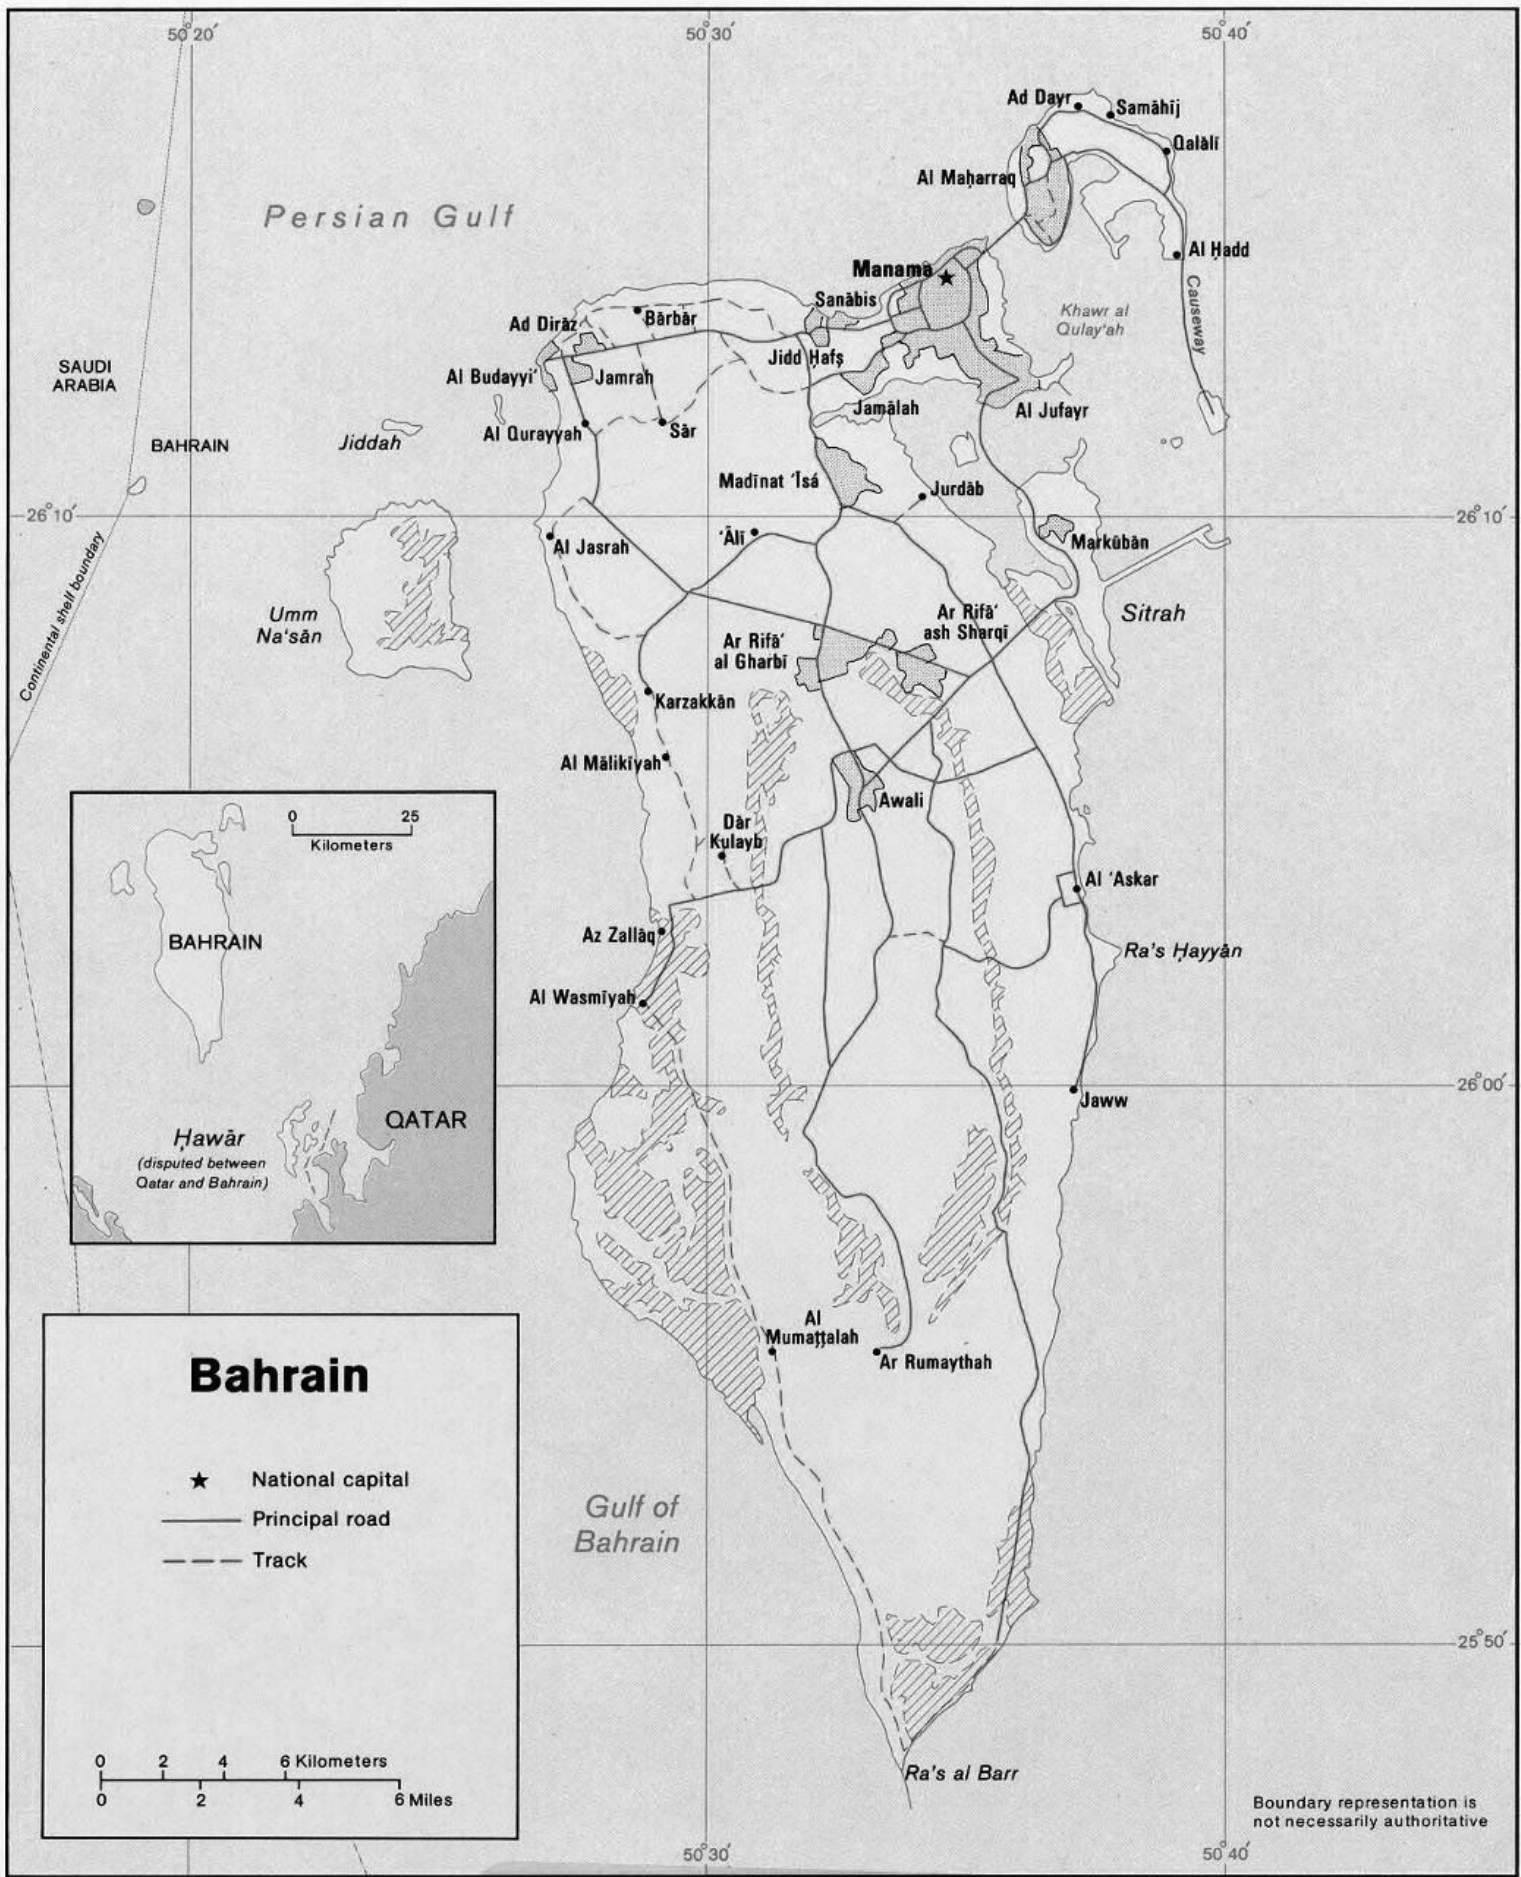 50°20′
50°30′
50°40′
Ad Dayr
Samāhīj
Qalālī
Al Maḩarraq
Persian Gulf
Al Ḩadd
Manama
Sanābis
Causeway
Khawr al
Qulay‘ah
Bārbār
Ad Dirāz
Jidd Ḩafş
SAUDI
ARABIA
Al Budayyi‘
Jamrah
Jamālah
Al Jufayr
Al Qurayyah
Sār
Jiddah
BAHRAIN
Madīnat ‘Īsá
Jurdāb
26°10′
26°10′
‘Ālī
Al Jasrah
Markūbān
Continental shelf boundary
Umm
Na‘sān
Sitrah
Ar Rifā‘
ash Sharqī
Ar Rifā‘
al Gharbī
Karzakkān
Al Mālikīyah
Awali
Dār
Kulayb
Al ‘Askar
Az Zallāq
Ra's Ḩayyān
Al Wasmīyah
26°00′
Jaww
0 25
Kilometers
BAHRAIN
QATAR
Ḩawār
(disputed between
Qatar and Bahrain)
Al
Mumaţţalah
Ar Rumaythah
Bahrain
National capital
Principal road
Track
Gulf of
Bahrain
25°50′
0 2 4 6 Kilometers
0 2 4 6 Miles
Ra's al Barr
Boundary representation is
not necessarily authoritative
50°30′
50°40′